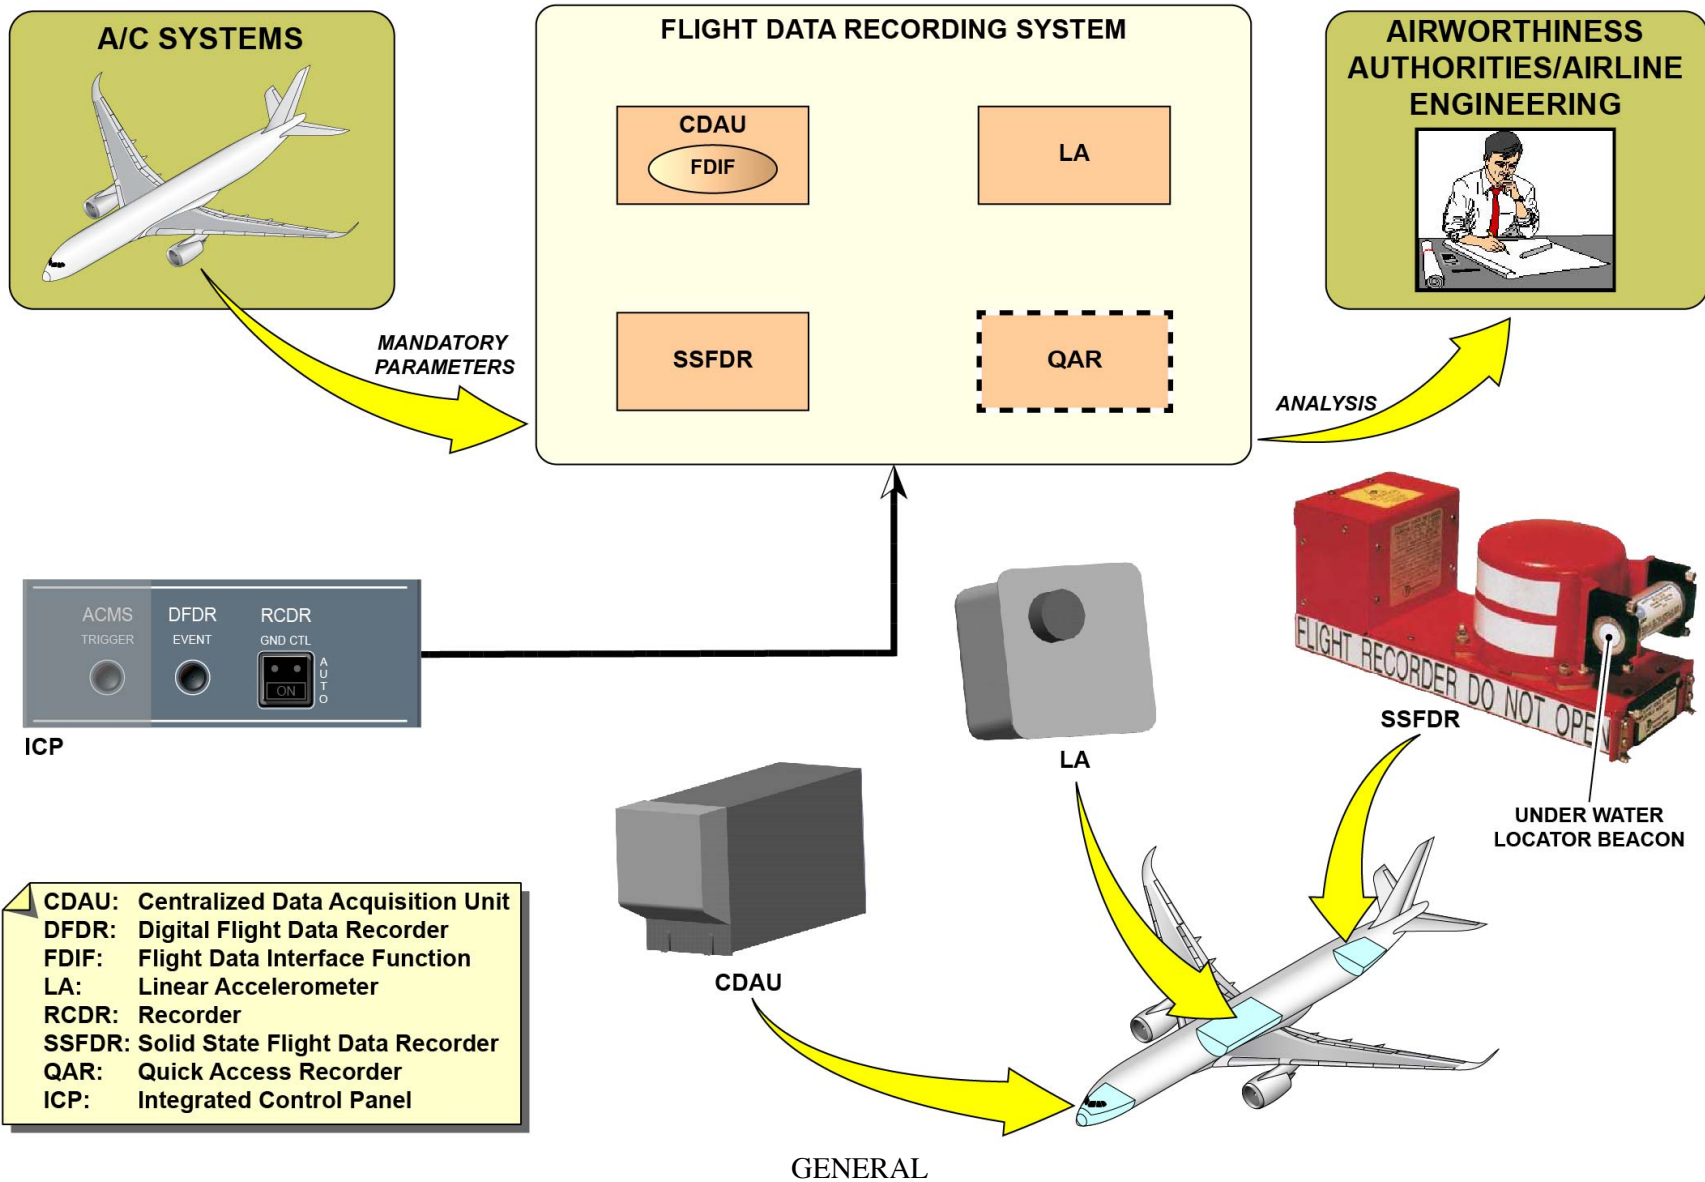 A/C SYSTEMS
FLIGHT DATA RECORDING SYSTEM
AIRWORTHINESS
AUTHORITIES/AIRLINE
ENGINEERING
CDAU
FDIF
LA
MANDATORY
PARAMETERS
SSFDR
QAR
ANALYSIS
ACMS
TRIGGER
DFDR
EVENT
RCDR
GND CTL
ON
AUTO
ICP
FLIGHT RECORDER DO NOT OPEN
SSFDR
LA
UNDER WATER
LOCATOR BEACON
CDAU
CDAU: Centralized Data Acquisition Unit
DFDR: Digital Flight Data Recorder
FDIF: Flight Data Interface Function
LA: Linear Accelerometer
RCDR: Recorder
SSFDR: Solid State Flight Data Recorder
QAR: Quick Access Recorder
ICP: Integrated Control Panel
GENERAL